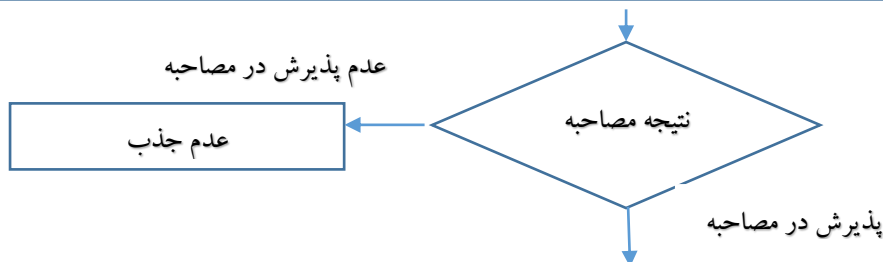 عدم پذیرش در مصاحبه
نتیجه مصاحبه
عدم جذب
پذیرش در مصاحبه